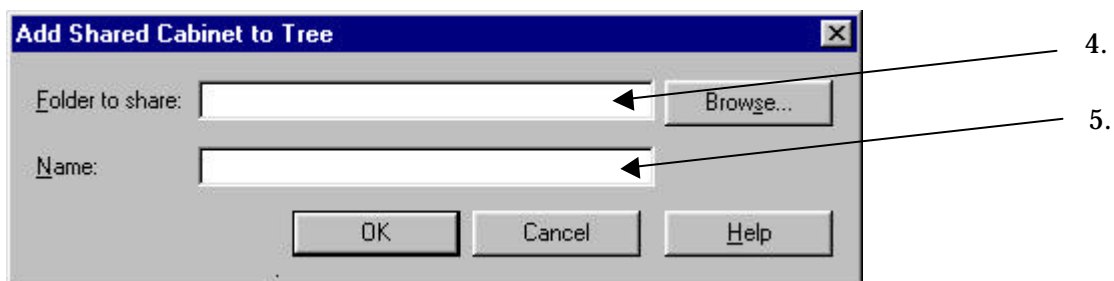 Add Shared Cabinet to Tree
4.
Folder to share:
Browse...
5.
Name:
OK Cancel Help